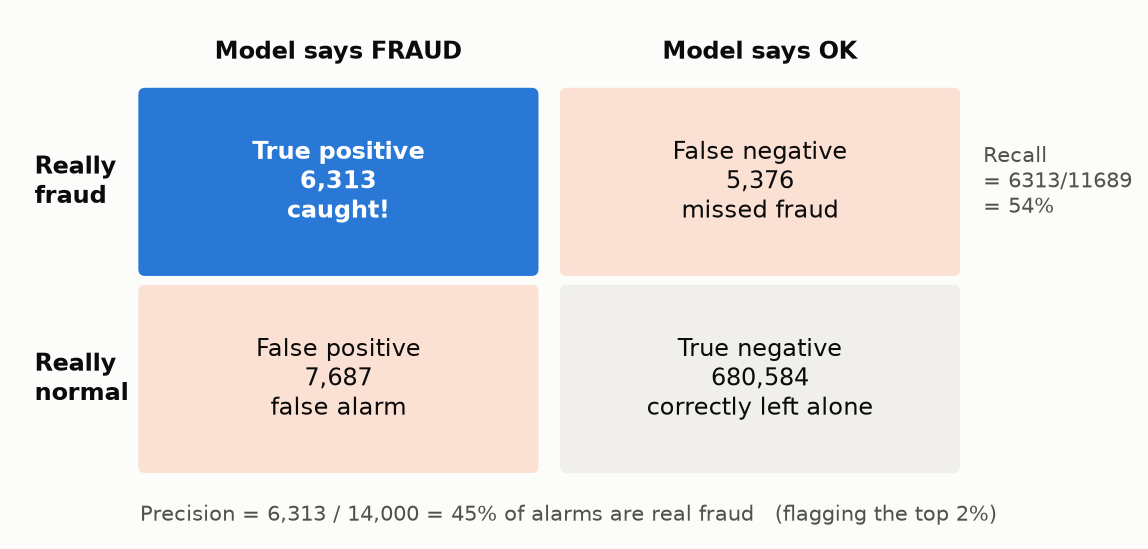 Model says FRAUD
Model says OK
Really
fraud
True positive
6,313
caught!
False negative
5,376
missed fraud
Recall
= 6313/11689
= 54%
Really
normal
False positive
7,687
false alarm
True negative
680,584
correctly left alone
Precision = 6,313 / 14,000 = 45% of alarms are real fraud (flagging the top 2%)